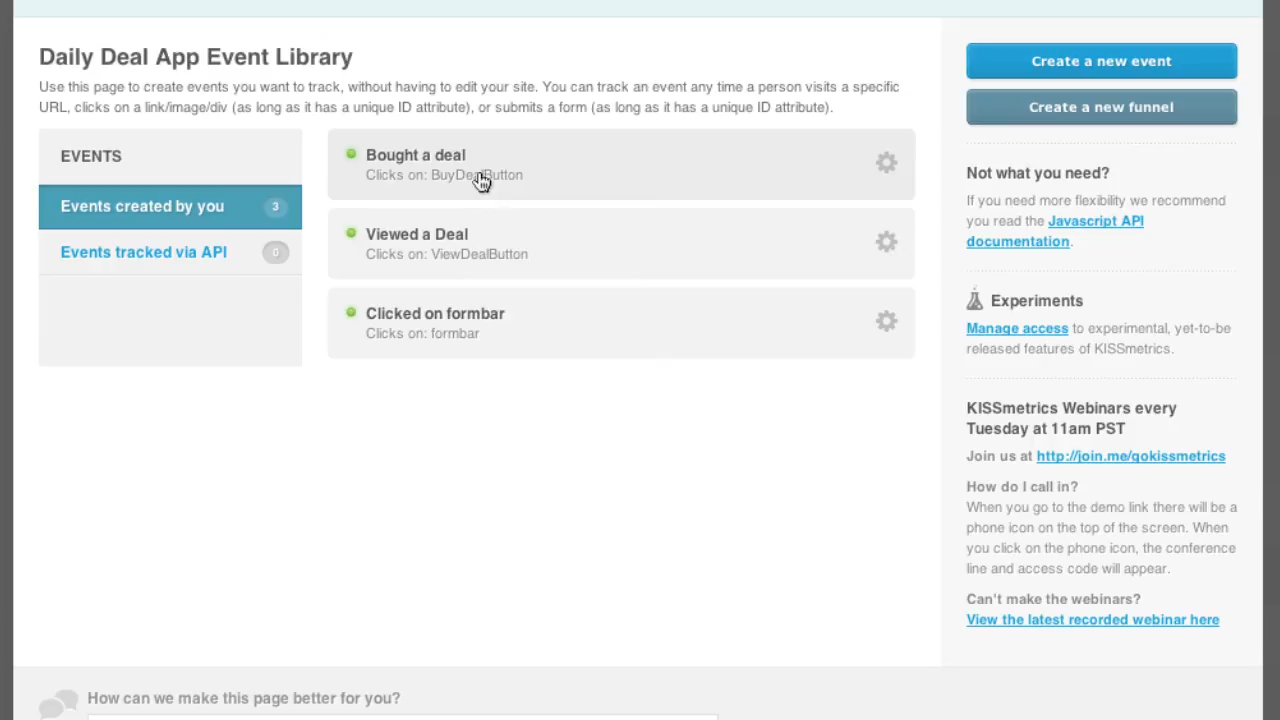 Daily Deal App Event Library
Use this page to create events you want to track, without having to edit your site. You can track an event any time a person visits a specific
URL, clicks on a link/image/div (as long as it has a unique ID attribute), or submits a form (as long as it has a unique ID attribute).
EVENTS
Events created by you 3
Events tracked via API 0
Bought a deal
Clicks on: BuyDealButton
Viewed a Deal
Clicks on: ViewDealButton
Clicked on formbar
Clicks on: formbar
Create a new event
Create a new funnel
Not what you need?
If you need more flexibility we recommend
you read the Javascript API
documentation.
Experiments
Manage access to experimental, yet-to-be
released features of KISSmetrics.
KISSmetrics Webinars every
Tuesday at 11am PST
Join us at http://join.me/gokissmetrics
How do I call in?
When you go to the demo link there will be a
phone icon on the top of the screen. When
you click on the phone icon, the conference
line and access code will appear.
Can't make the webinars?
View the latest recorded webinar here
How can we make this page better for you?